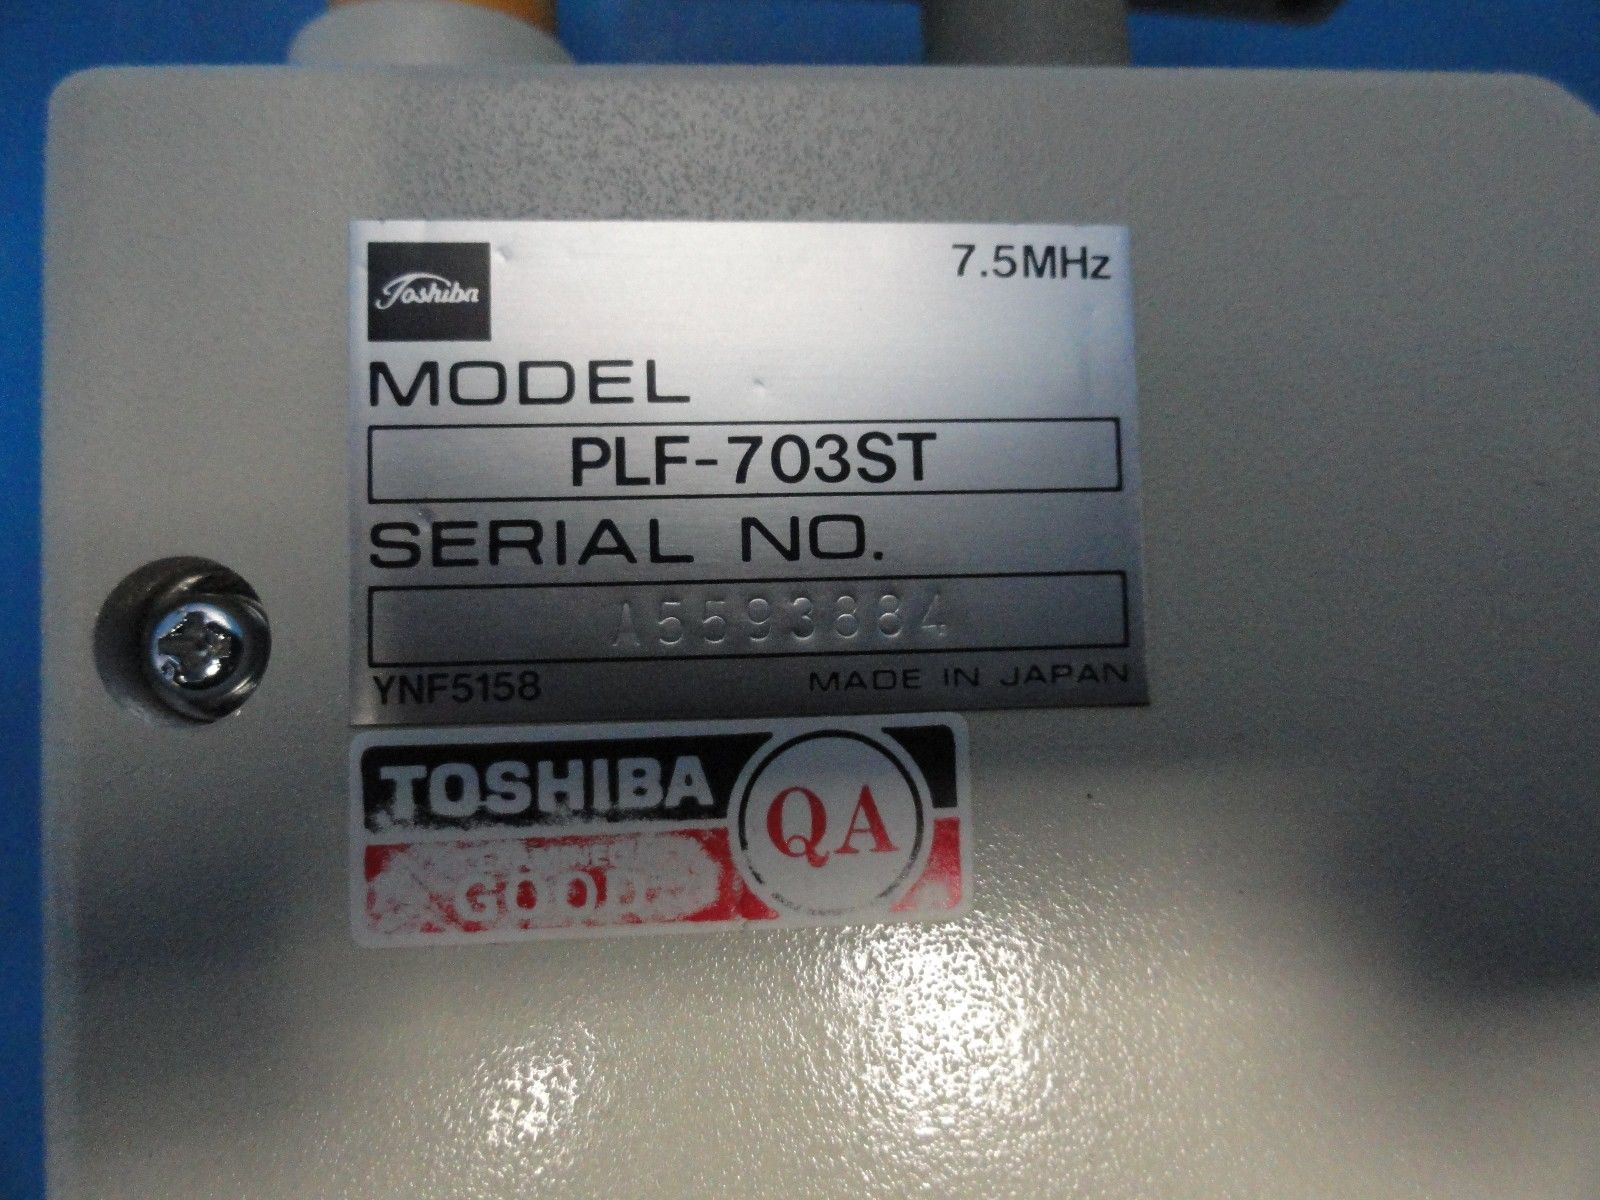 Toshiba
7.5MHz
MODEL
PLF-703ST
SERIAL NO.
A5593884
YNF5158
MADE IN JAPAN
TOSHIBA
QA